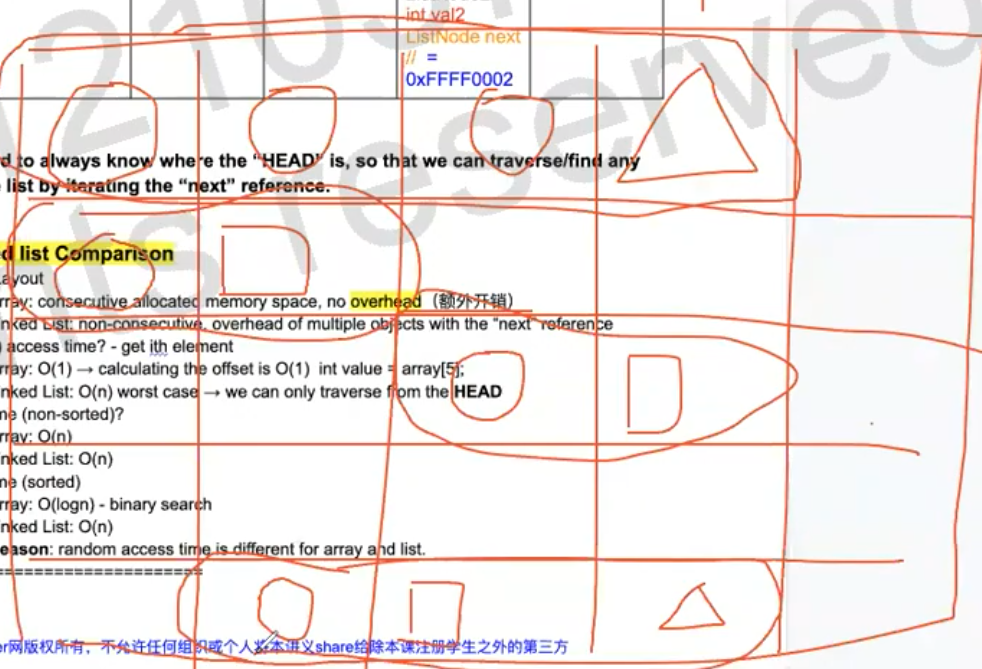 int val2
ListNode next
// =
0xFFFF0002
d to always know where the “HEAD” is, so that we can traverse/find any
list by iterating the “next” reference.
d list Comparison
ayout
rray: consecutive allocated memory space, no overhead（额外开销）
nked List: non-consecutive, overhead of multiple objects with the “next” reference
access time? - get ith element
rray: O(1) → calculating the offset is O(1) int value = array[5];
nked List: O(n) worst case → we can only traverse from the HEAD
me (non-sorted)?
rray: O(n)
nked List: O(n)
me (sorted)
rray: O(logn) - binary search
nked List: O(n)
eason: random access time is different for array and list.
=======================
er网版权所有，不允许任何组织或个人将本讲义share给除本课注册学生之外的第三方
210
ts reserved